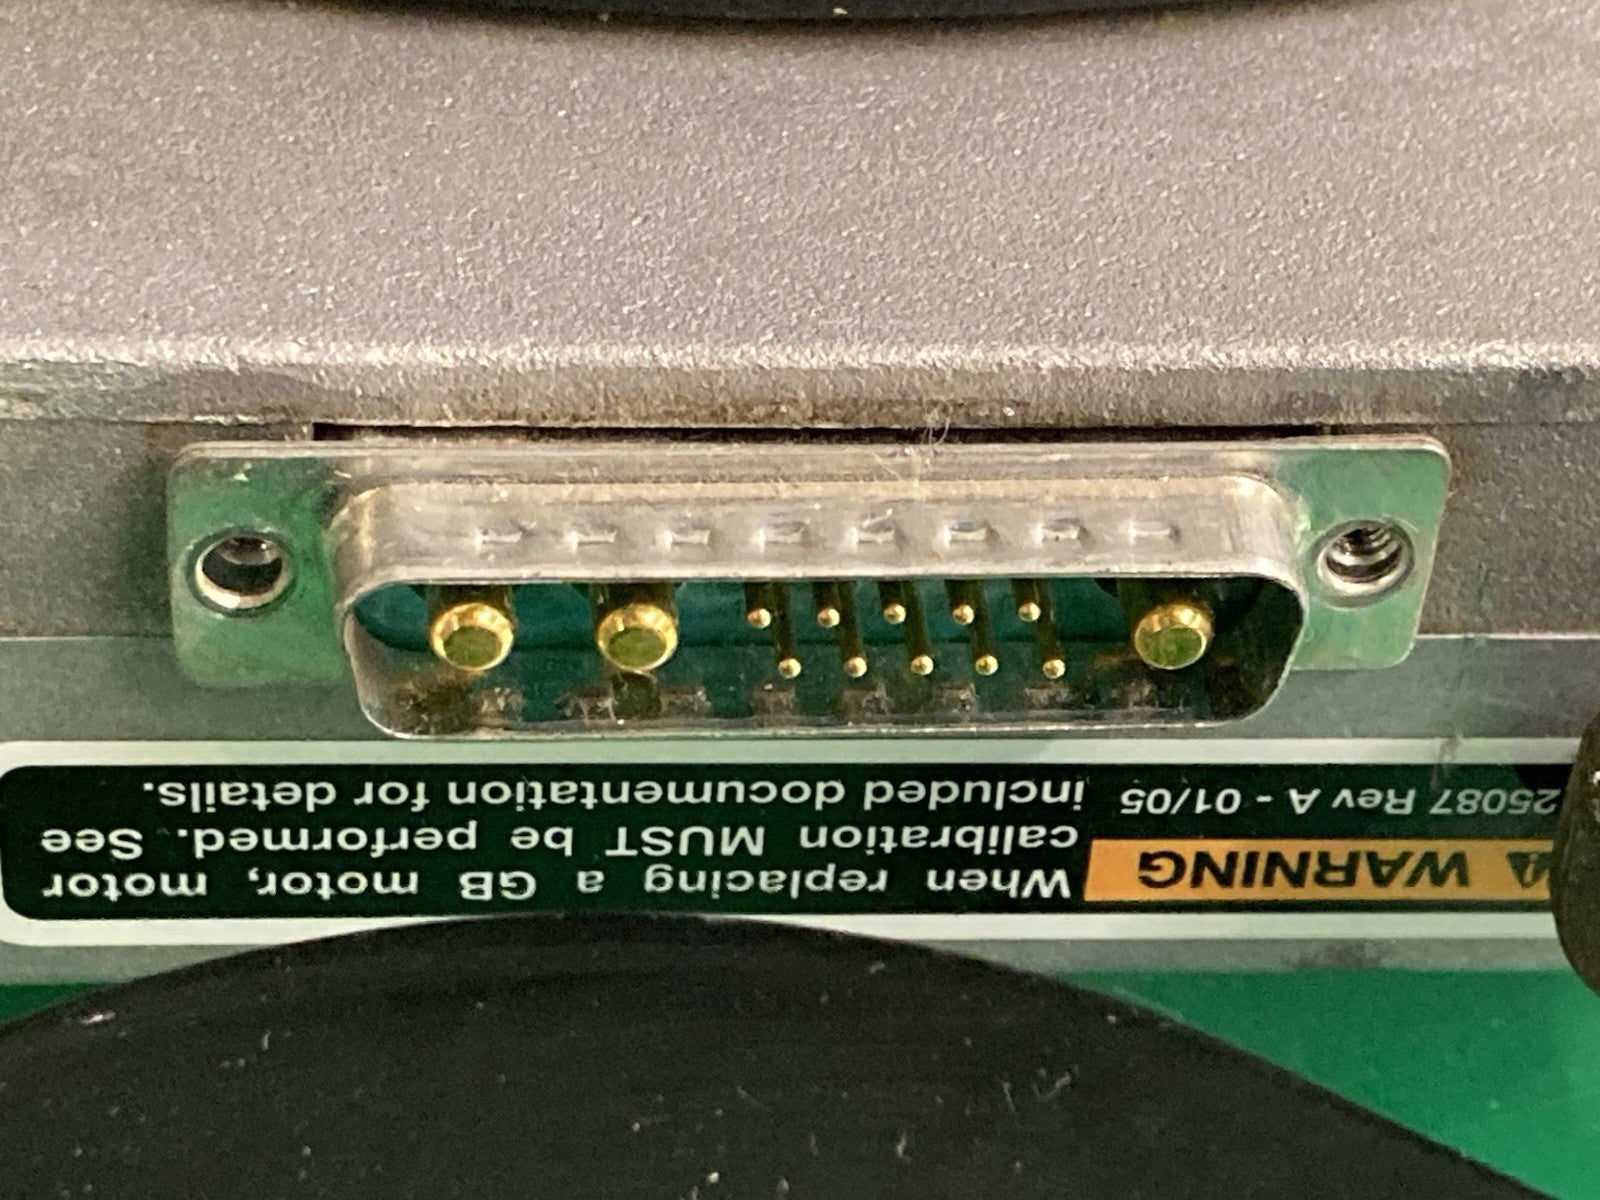 WARNING
25087 Rev A - 01/05
When replacing a GB motor, motor
calibration MUST be performed. See
included documentation for details.